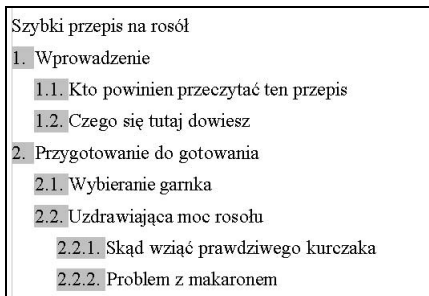 Szybki przepis na rosół
1. Wprowadzenie
1.1. Kto powinien przeczytać ten przepis
1.2. Czego się tutaj dowiesz
2. Przygotowanie do gotowania
2.1. Wybieranie garnka
2.2. Uzdrawiająca moc rosołu
2.2.1. Skąd wziąć prawdziwego kurczaka
2.2.2. Problem z makaronem